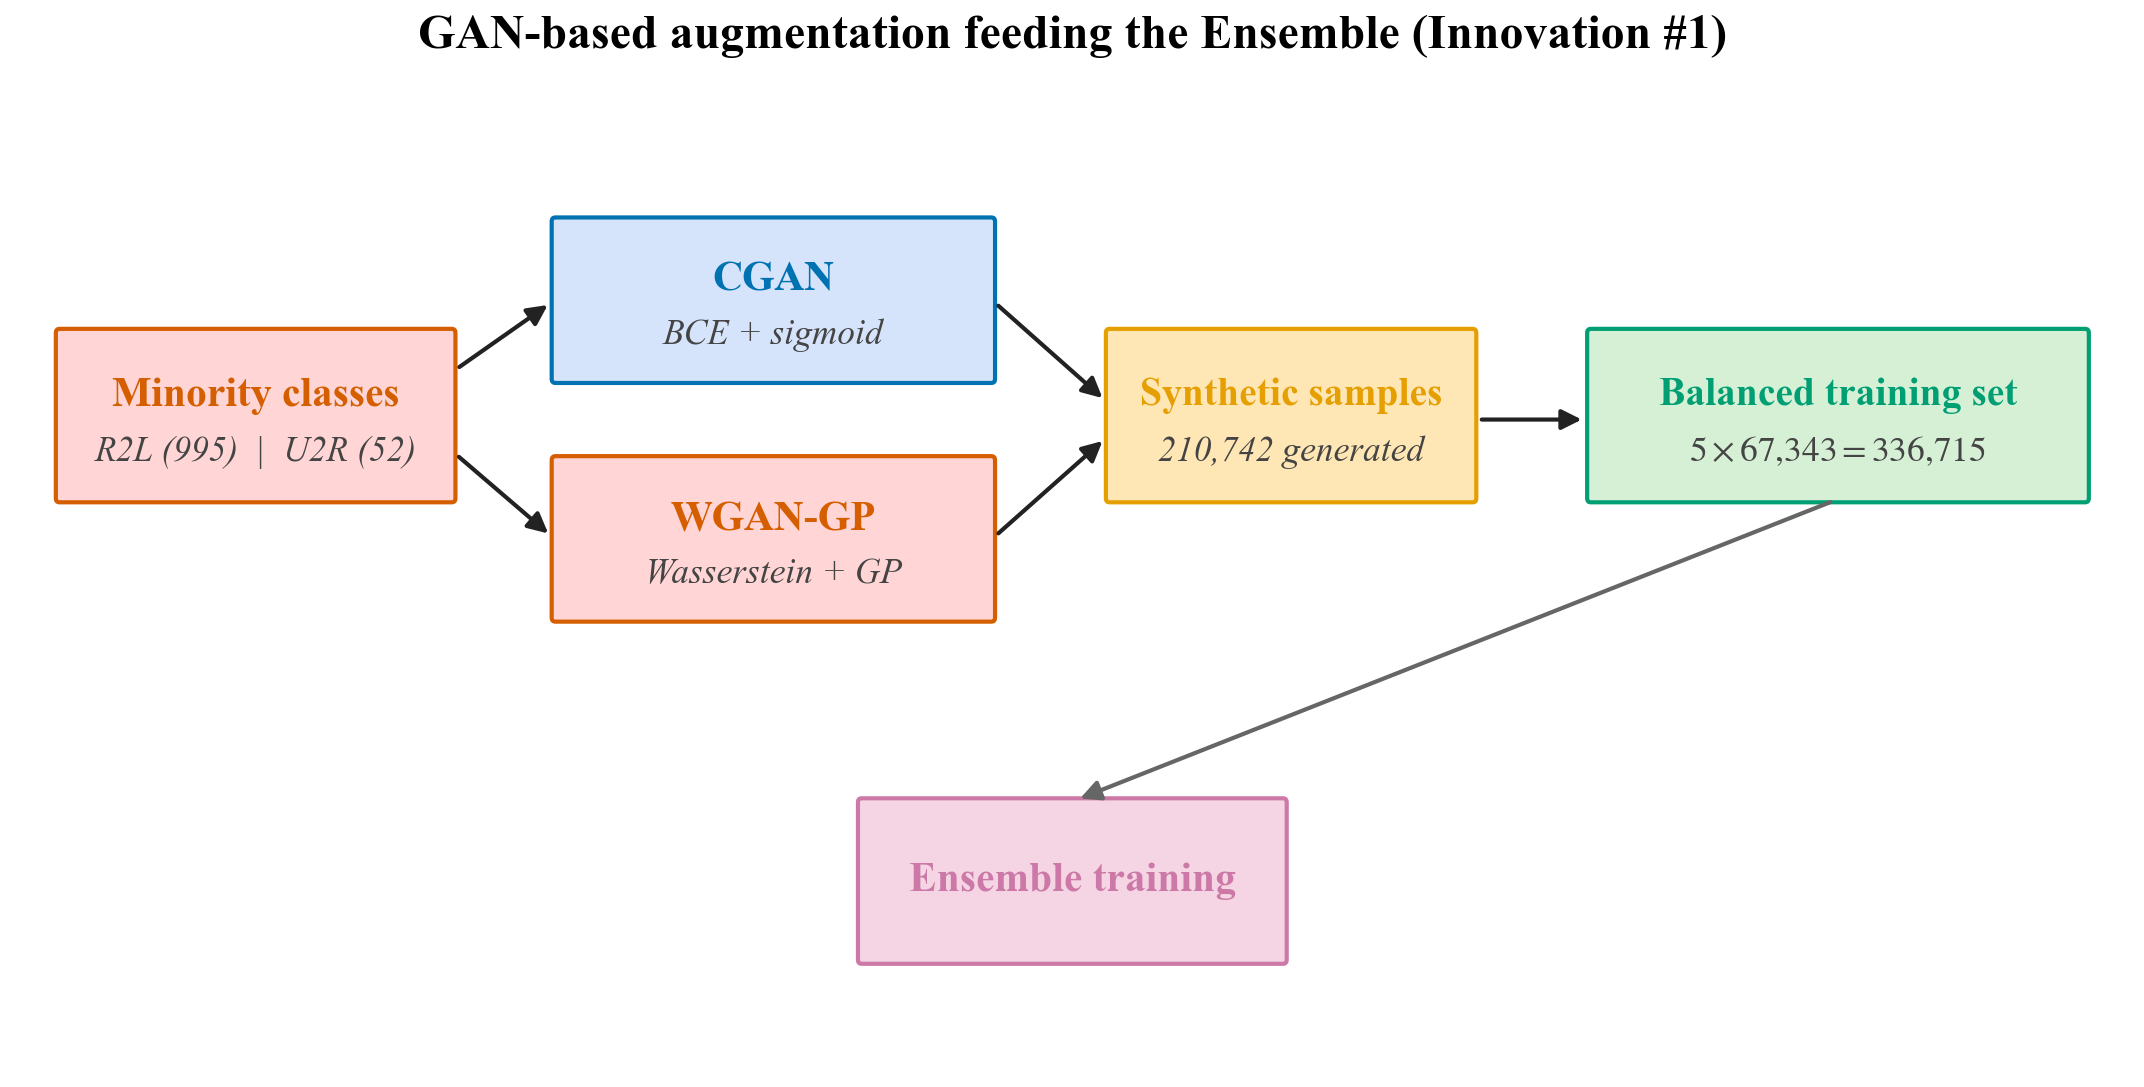 GAN-based augmentation feeding the Ensemble (Innovation #1)
CGAN
BCE + sigmoid
Minority classes
R2L (995) | U2R (52)
Synthetic samples
210,742 generated
Balanced training set
5×67,343=336,715
WGAN-GP
Wasserstein + GP
Ensemble training